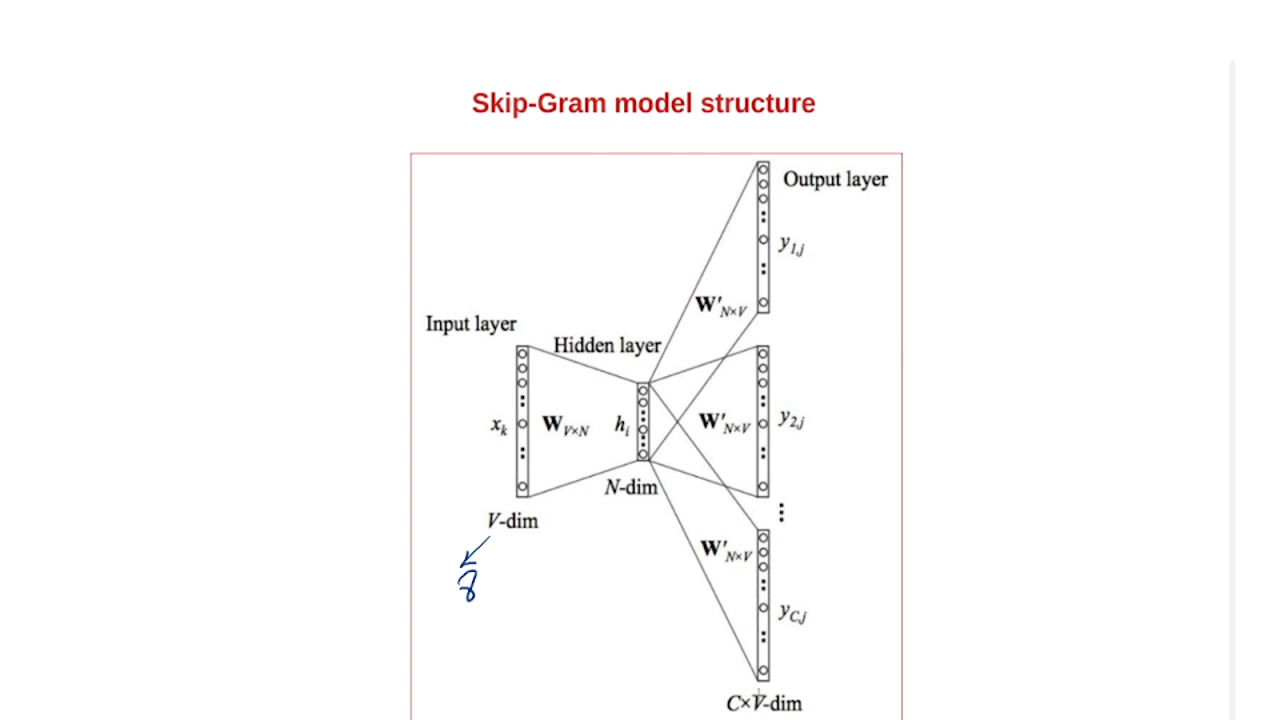 Skip-Gram model structure
Output layer
y1,j
W'N×V
Input layer
Hidden layer
xk
WV×N
hi
W'N×V
y2,j
N-dim
V-dim
W'N×V
yC,j
C×V-dim